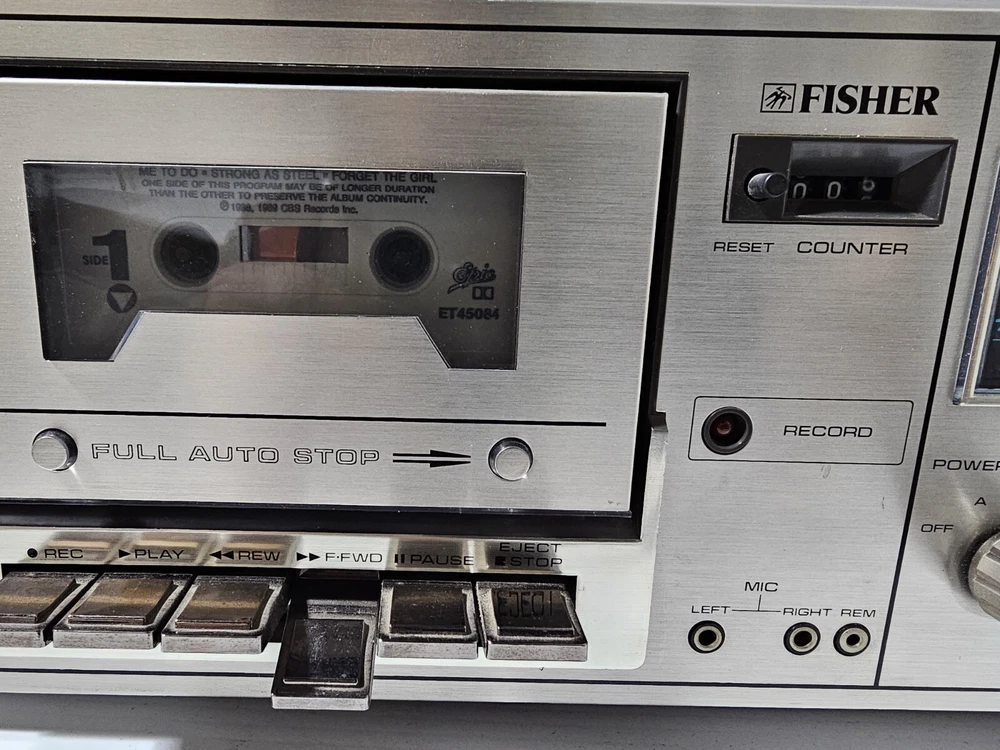 FISHER
ME TO DO • STRONG AS STEEL • FORGET THE GIRL
ONE SIDE OF THIS PROGRAM MAY BE OF LONGER DURATION
THAN THE OTHER TO PRESERVE THE ALBUM CONTINUITY.
℗ 1988, 1989 CBS Records Inc.
SIDE 1
Epic
ET45084
0 0
RESET COUNTER
RECORD
FULL AUTO STOP
POWER
A
OFF
● REC ▶PLAY ◀◀REW ▶▶F·FWD ❚❚PAUSE EJECT
■STOP
EJECT
MIC
LEFT RIGHT REM